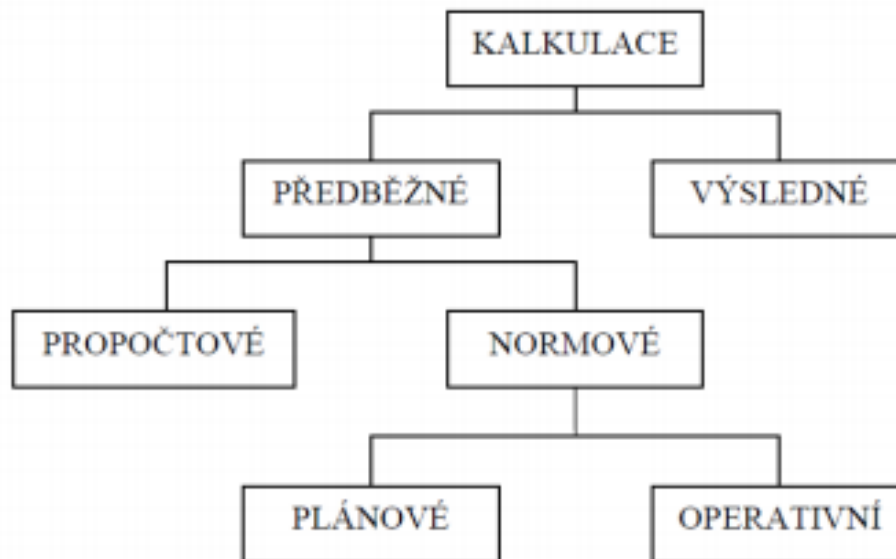 KALKULACE
PŘEDBĚŽNÉ
VÝSLEDNÉ
PROPOČTOVÉ
NORMOVÉ
PLÁNOVÉ
OPERATIVNÍ